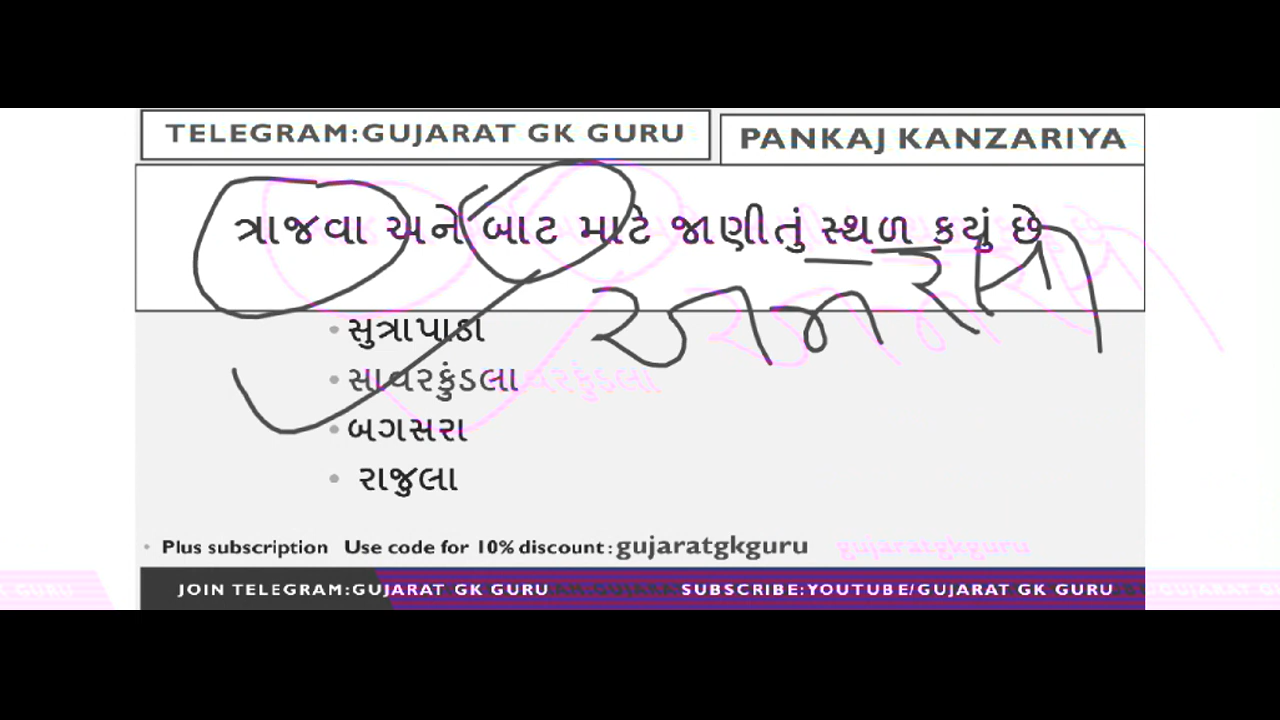 TELEGRAM:GUJARAT GK GURU
PANKAJ KANZARIYA
ત્રાજવા અને બાટ માટે જાણીતું સ્થળ કયું છે
• સુત્રાપાડા
• સાવરકુંડલા
• બગસરા
• રાજુલા
• Plus subscription Use code for 10% discount : gujaratgkguru
JOIN TELEGRAM:GUJARAT GK GURU
SUBSCRIBE:YOUTUBE/GUJARAT GK GURU